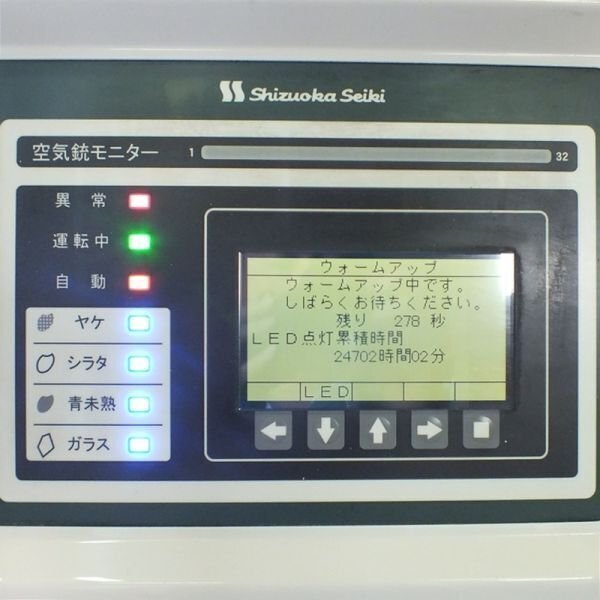 Shizuoka Seiki
空気銃モニター 1 32
異常
運転中
自動
ヤケ
シラタ
青未熟
ガラス
ウォームアップ
ウォームアップ中です。
しばらくお待ちください。
残り 278 秒
LED点灯累積時間
24702時間02分
LED